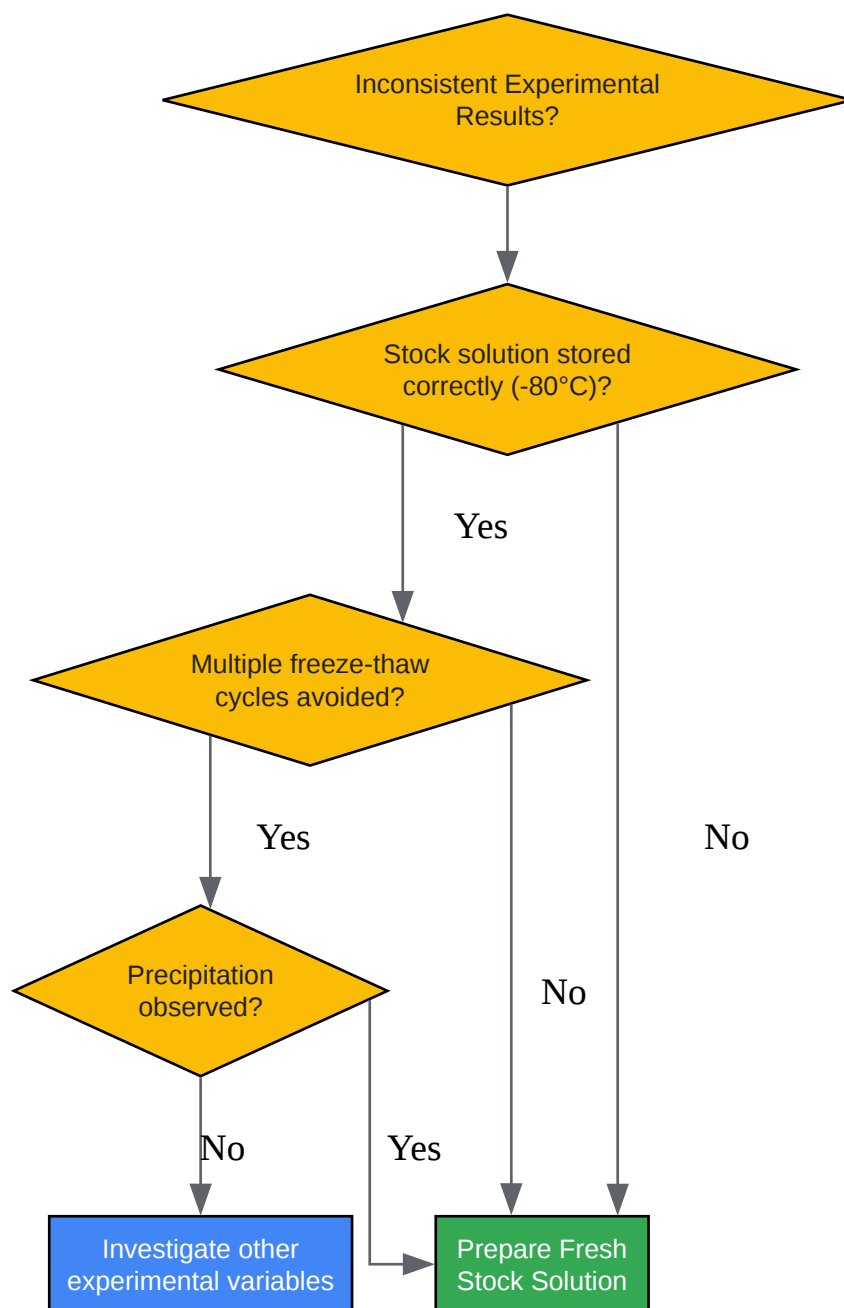 Inconsistent Experimental
Results?
Stock solution stored
correctly (-80°C)?
Yes
Multiple freeze-thaw
cycles avoided?
Yes
No
Precipitation
observed?
No
No
Yes
Investigate other
experimental variables
Prepare Fresh
Stock Solution